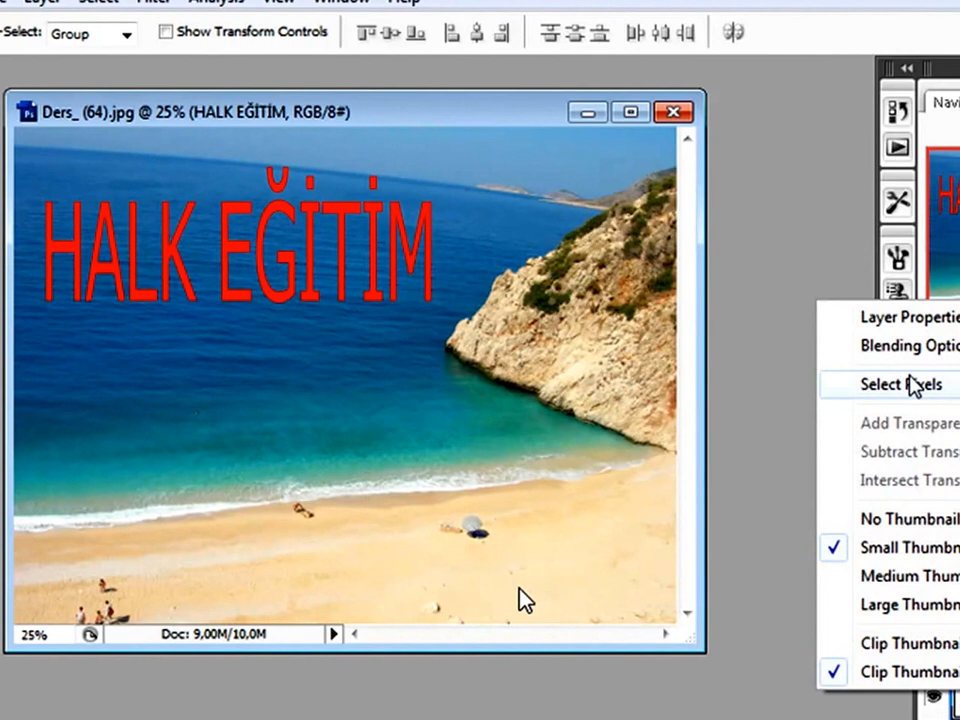 Layer Select Filter Analysis View Window Help
Select: Group Show Transform Controls
Ders_ (64).jpg @ 25% (HALK EĞİTİM, RGB/8#)
Navi
HALK EĞİTİM
Layer Propertie
Blending Optio
Select Pixels
Add Transpare
Subtract Trans
Intersect Trans
No Thumbnail
Small Thumbn
Medium Thum
Large Thumbn
Clip Thumbnai
Clip Thumbnai
25% Doc: 9,00M/10,0M